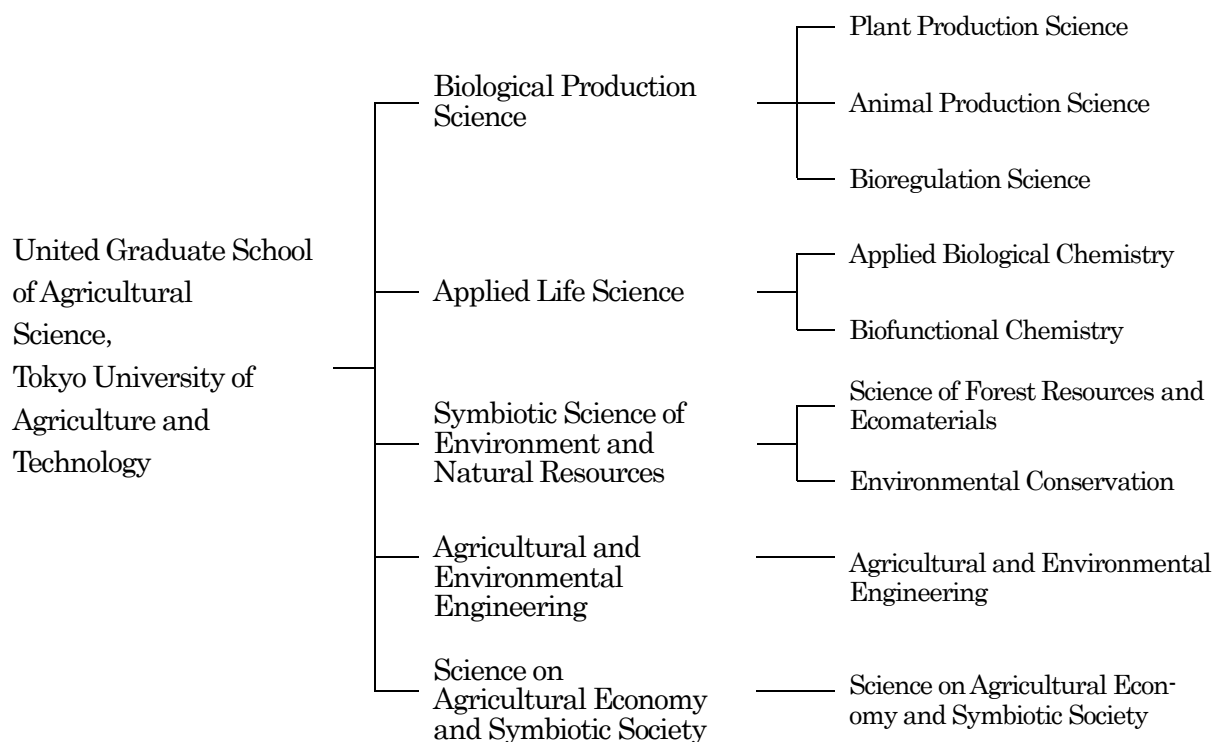 United Graduate School
of Agricultural
Science,
Tokyo University of
Agriculture and
Technology
Biological Production
Science
Plant Production Science
Animal Production Science
Bioregulation Science
Applied Life Science
Applied Biological Chemistry
Biofunctional Chemistry
Symbiotic Science of
Environment and
Natural Resources
Science of Forest Resources and
Ecomaterials
Environmental Conservation
Agricultural and
Environmental
Engineering
Agricultural and Environmental
Engineering
Science on
Agricultural Economy
and Symbiotic Society
Science on Agricultural Econ-
omy and Symbiotic Society